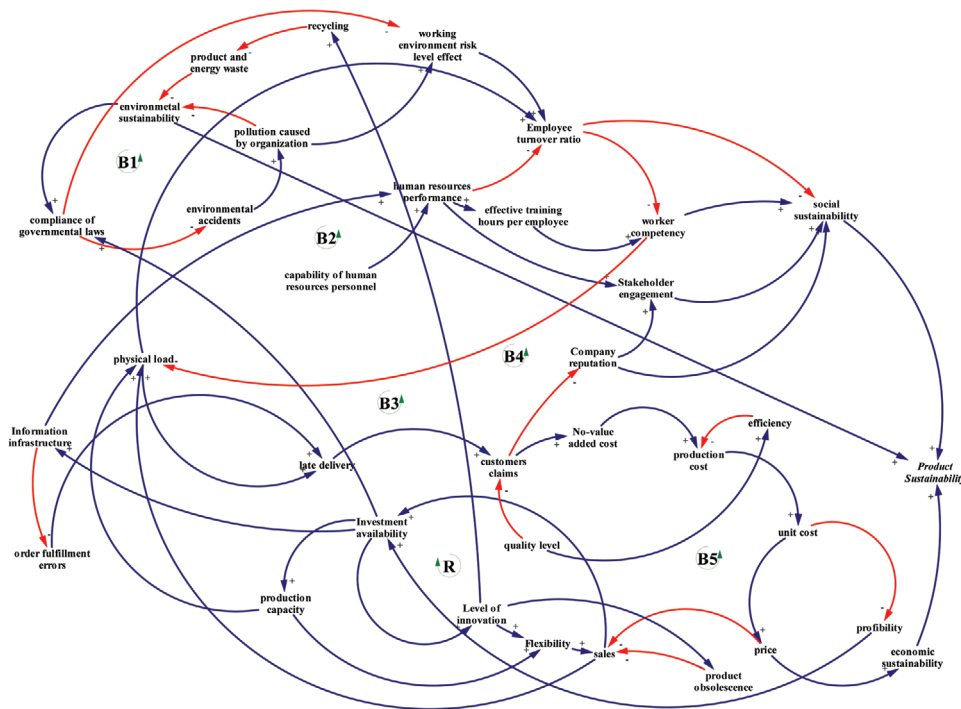 recycling
working
environment risk
level effect
product and
energy waste
environmetal
sustainability
pollution caused
by organization
Employee
turnover ratio
B1
human resources
performance
effective training
hours per employee
social
sustainability
compliance of
governmental laws
environmental
accidents
worker
competency
B2
capability of human
resources personnel
Stakeholder
engagement
physical load
B4
Company
reputation
B3
Information
infrastructure
late delivery
customers
claims
No-value
added cost
production
cost
efficiency
Product
Sustainability
order fulfillment
errors
Investment
availability
quality level
unit cost
R
B5
production
capacity
Level of
innovation
Flexibility
sales
price
profibility
product
obsolescence
economic
sustainability